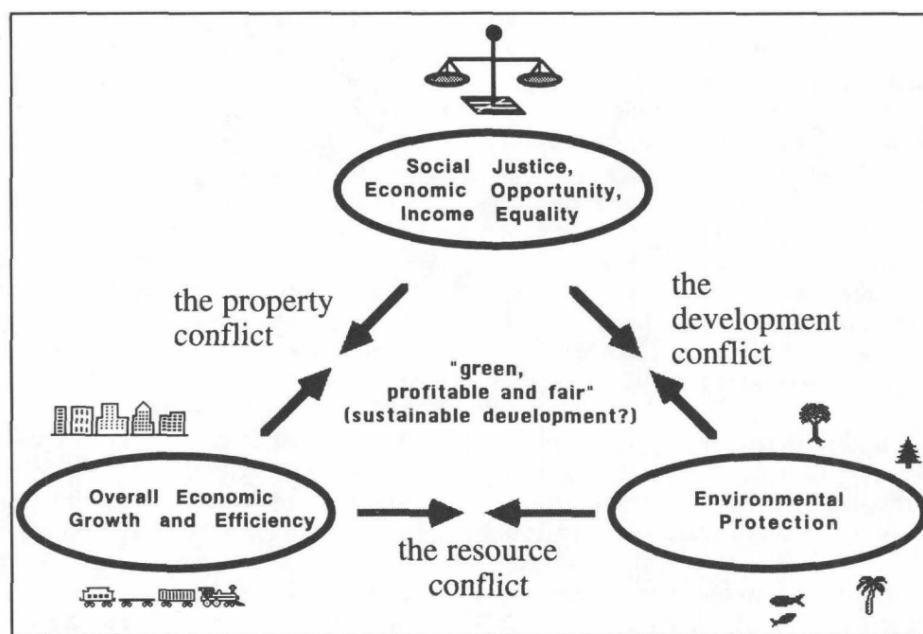 Social Justice,
Economic Opportunity,
Income Equality
the property
conflict
the
development
conflict
"green,
profitable and fair"
(sustainable development?)
Overall Economic
Growth and Efficiency
Environmental
Protection
the resource
conflict